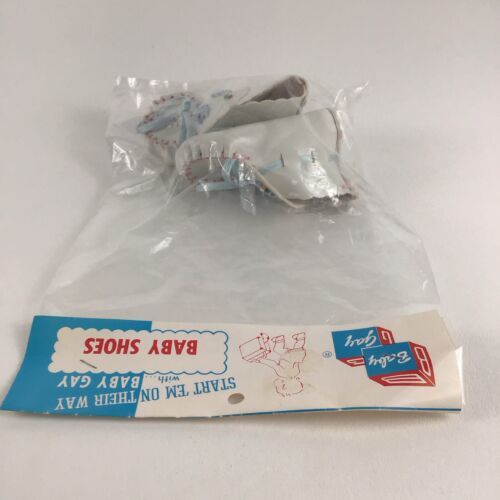 START 'EM ON THEIR WAY
with... BABY GAY
BABY SHOES
Baby
Gay
®